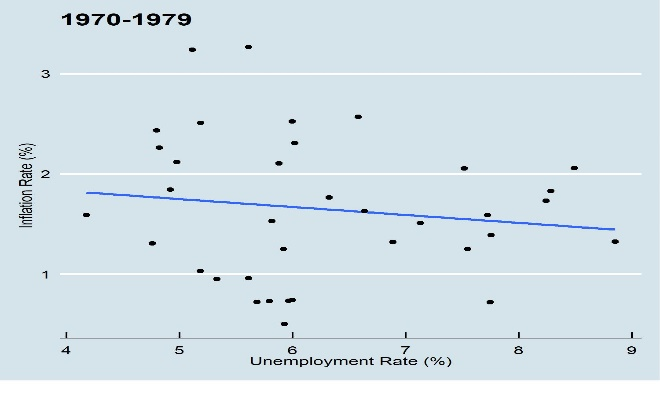 1970-1979
3
2
1
Inflation Rate (%)
4 5 6 7 8 9
Unemployment Rate (%)